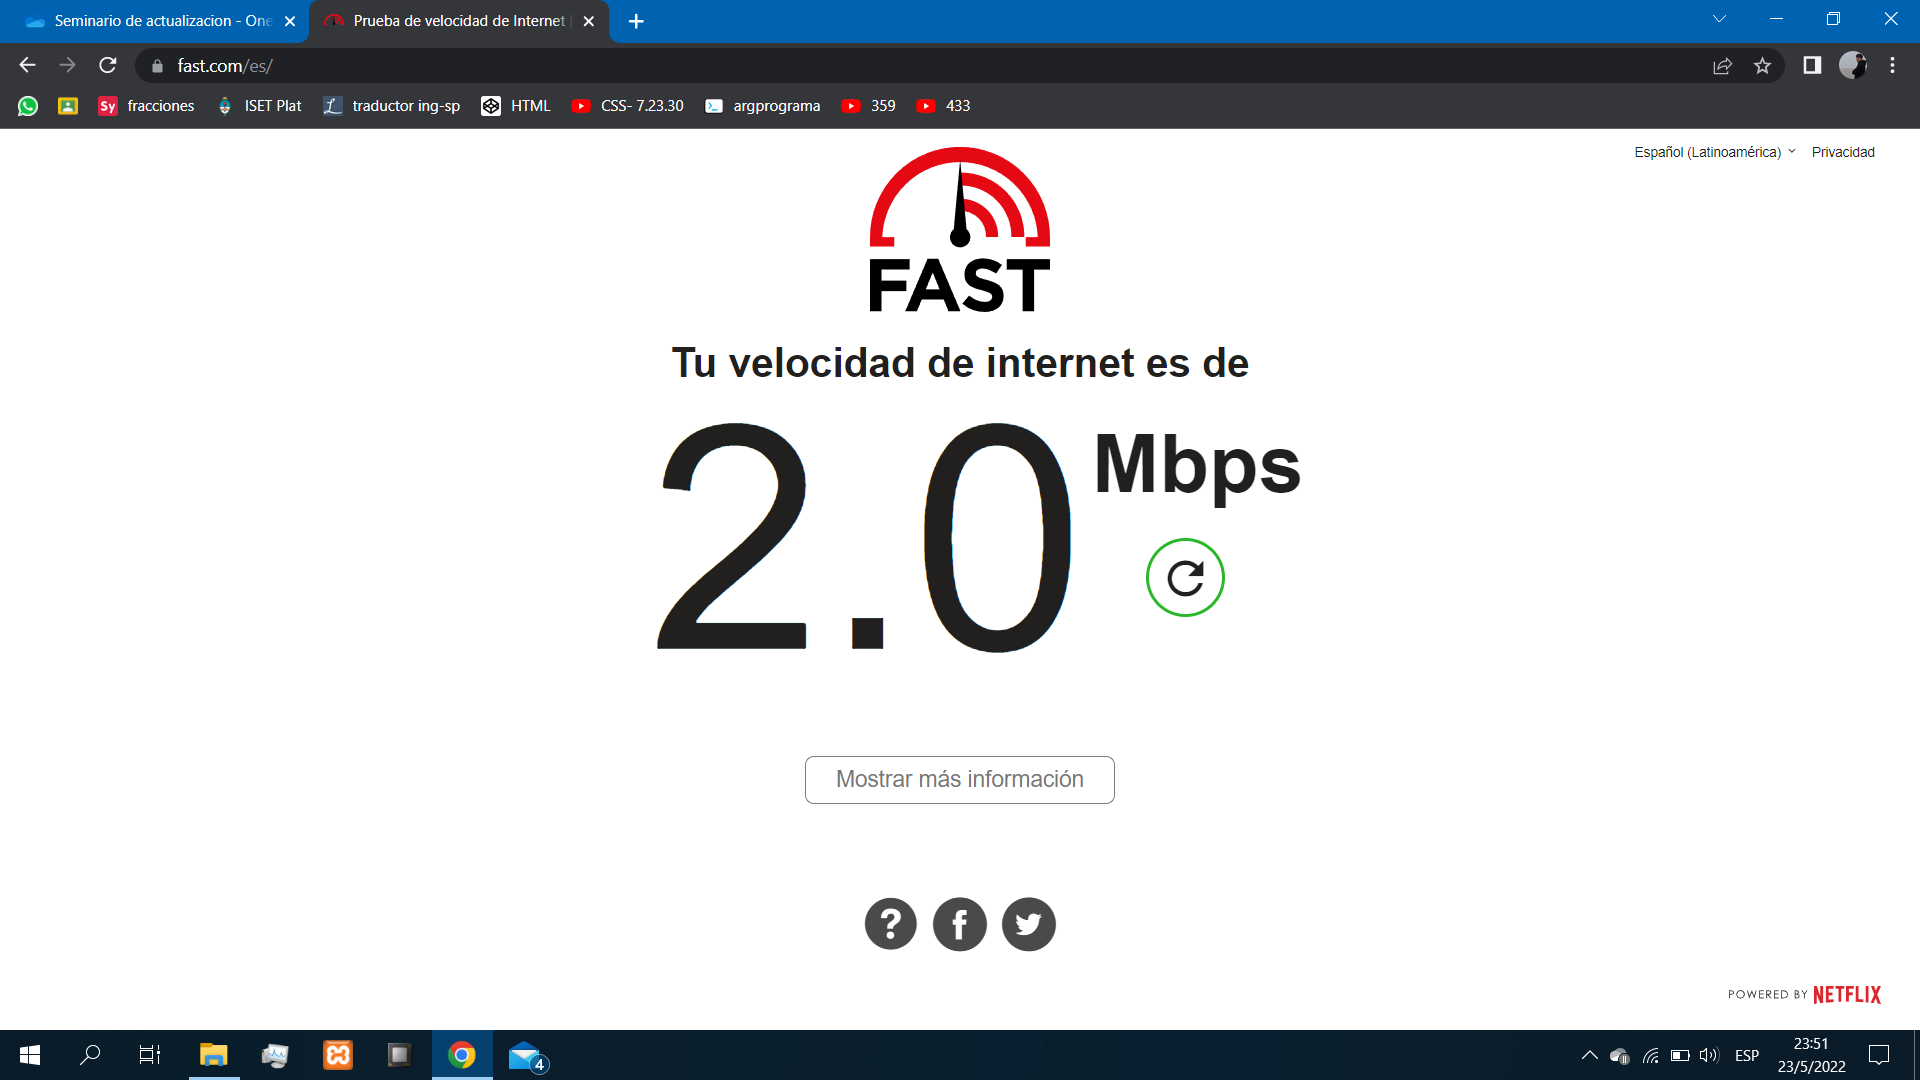 Seminario de actualizacion - One
Prueba de velocidad de Internet |
fast.com/es/
Sy fracciones
ISET Plat
traductor ing-sp
HTML
CSS- 7.23.30
argprograma
359
433
Español (Latinoamérica)
Privacidad
FAST
Tu velocidad de internet es de
2.0 Mbps
Mostrar más información
POWERED BY NETFLIX
4
ESP
23:51
23/5/2022